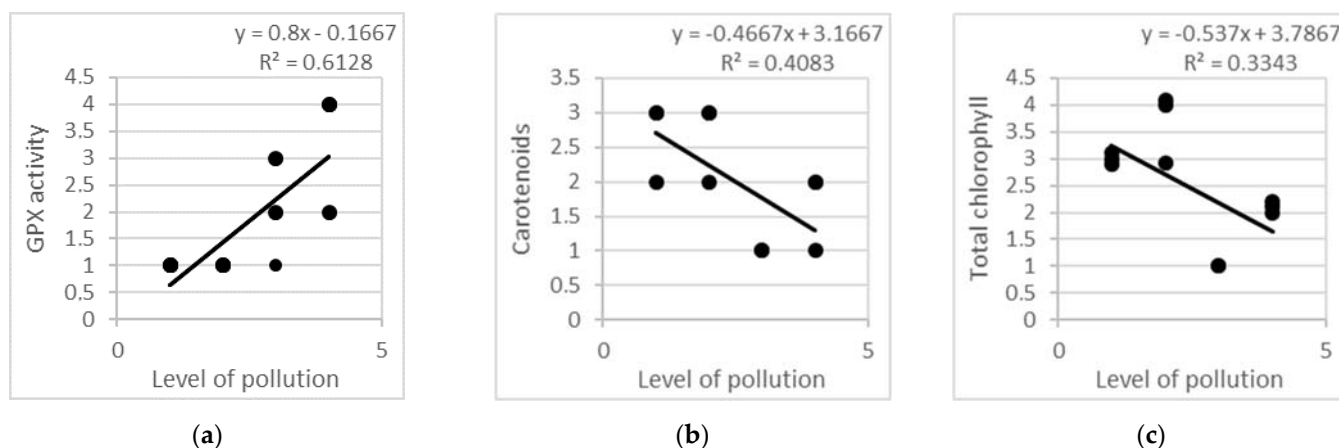 y = 0.8x - 0.1667
R² = 0.6128
4.5
4
3.5
3
2.5
2
1.5
1
0.5
0
0
5
GPX activity
Level of pollution
(a)
y = -0.4667x + 3.1667
R² = 0.4083
3.5
3
2.5
2
1.5
1
0.5
0
0
5
Carotenoids
Level of pollution
(b)
y = -0.537x + 3.7867
R² = 0.3343
4.5
4
3.5
3
2.5
2
1.5
1
0.5
0
0
5
Total chlorophyll
Level of pollution
(c)